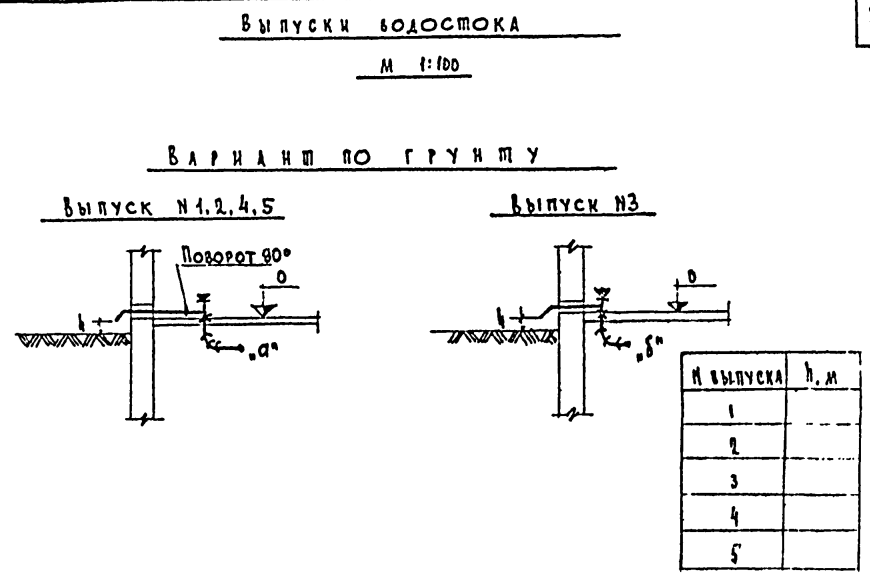 Выпуски водостока
М 1:100
Вариант по грунту
Выпуск N 1,2,4,5
Выпуск N3
Поворот 90°
0
0
h
h
„а“
„б“
N выпуска h, м
1
2
3
4
5